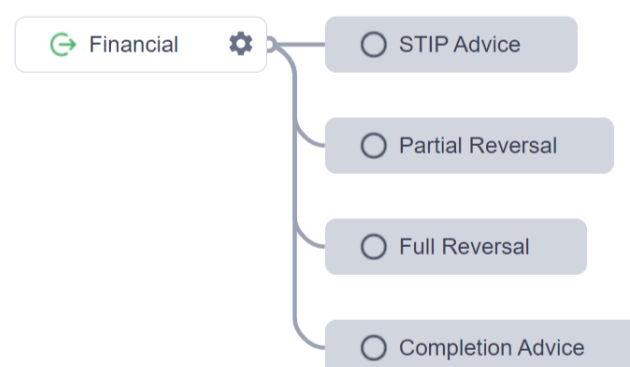 Financial
STIP Advice
Partial Reversal
Full Reversal
Completion Advice